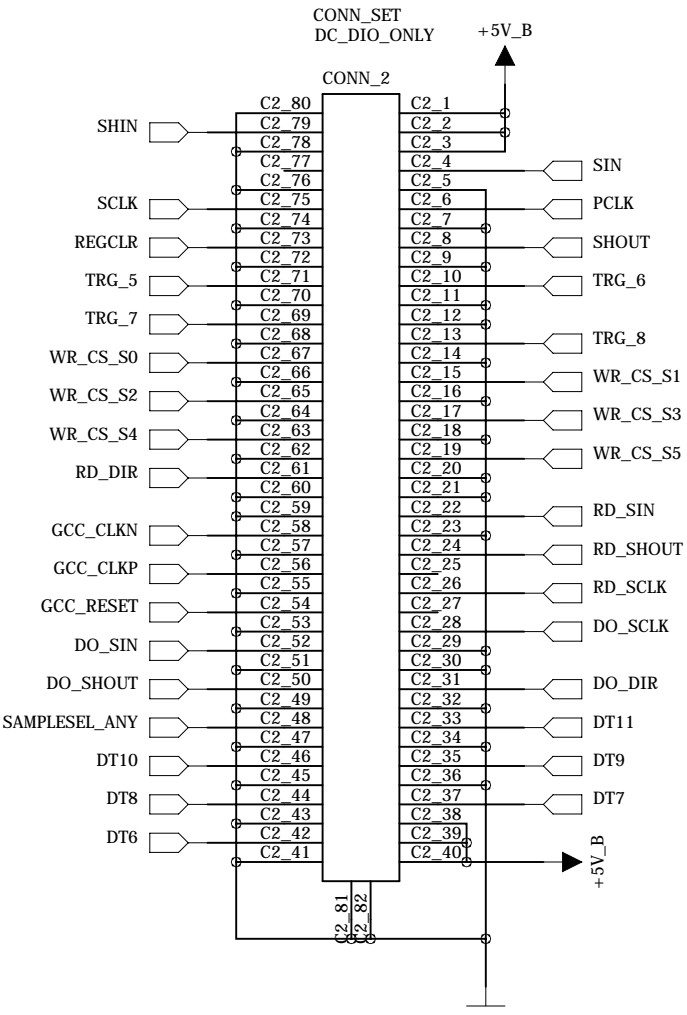 CONN_SET
DC_DIO_ONLY
+5V_B
CONN_2
C2_80 C2_1
SHIN C2_79 C2_2
C2_78 C2_3
C2_77 C2_4 SIN
C2_76 C2_5
SCLK C2_75 C2_6 PCLK
C2_74 C2_7
REGCLR C2_73 C2_8 SHOUT
C2_72 C2_9
TRG_5 C2_71 C2_10 TRG_6
C2_70 C2_11
TRG_7 C2_69 C2_12
C2_68 C2_13 TRG_8
WR_CS_S0 C2_67 C2_14
C2_66 C2_15 WR_CS_S1
WR_CS_S2 C2_65 C2_16
C2_64 C2_17 WR_CS_S3
WR_CS_S4 C2_63 C2_18
C2_62 C2_19 WR_CS_S5
RD_DIR C2_61 C2_20
C2_60 C2_21
C2_59 C2_22 RD_SIN
GCC_CLKN C2_58 C2_23
C2_57 C2_24 RD_SHOUT
GCC_CLKP C2_56 C2_25
C2_55 C2_26 RD_SCLK
GCC_RESET C2_54 C2_27
C2_53 C2_28 DO_SCLK
DO_SIN C2_52 C2_29
C2_51 C2_30
DO_SHOUT C2_50 C2_31 DO_DIR
C2_49 C2_32
SAMPLESEL_ANY C2_48 C2_33 DT11
C2_47 C2_34
DT10 C2_46 C2_35 DT9
C2_45 C2_36
DT8 C2_44 C2_37 DT7
C2_43 C2_38
DT6 C2_42 C2_39
C2_41 C2_40 +5V_B
C2_81 C2_82